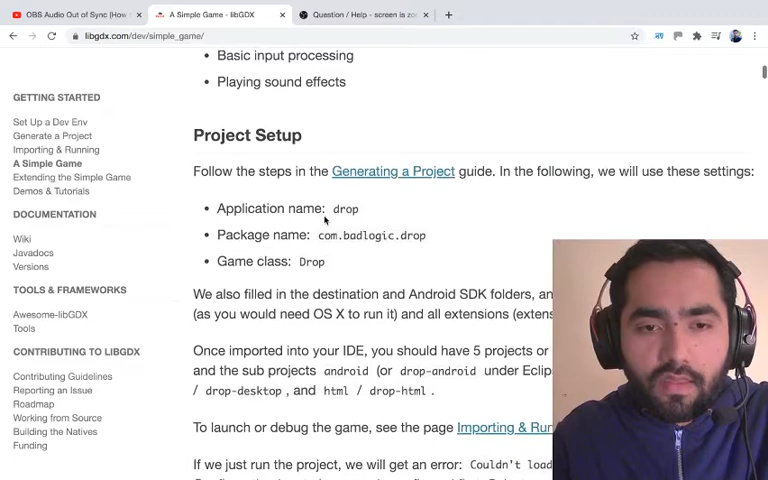 OBS Audio Out of Sync (How
A Simple Game - libGDX
Question / Help - screen is zo
libgdx.com/dev/simple_game/
GETTING STARTED
Set Up a Dev Env
Generate a Project
Importing & Running
A Simple Game
Extending the Simple Game
Demos & Tutorials
DOCUMENTATION
Wiki
Javadocs
Versions
TOOLS & FRAMEWORKS
Awesome-libGDX
Tools
CONTRIBUTING TO LIBGDX
Contributing Guidelines
Reporting an Issue
Roadmap
Working from Source
Building the Natives
Funding
• Basic input processing
• Playing sound effects
Project Setup
Follow the steps in the Generating a Project guide. In the following, we will use these settings:
• Application name: drop
• Package name: com.badlogic.drop
• Game class: Drop
We also filled in the destination and Android SDK folders, an
(as you would need OS X to run it) and all extensions (exten
Once imported into your IDE, you should have 5 projects or
and the sub projects android (or drop-android under Eclip
/ drop-desktop, and html / drop-html.
To launch or debug the game, see the page Importing & Run
If we just run the project, we will get an error: Couldn't load